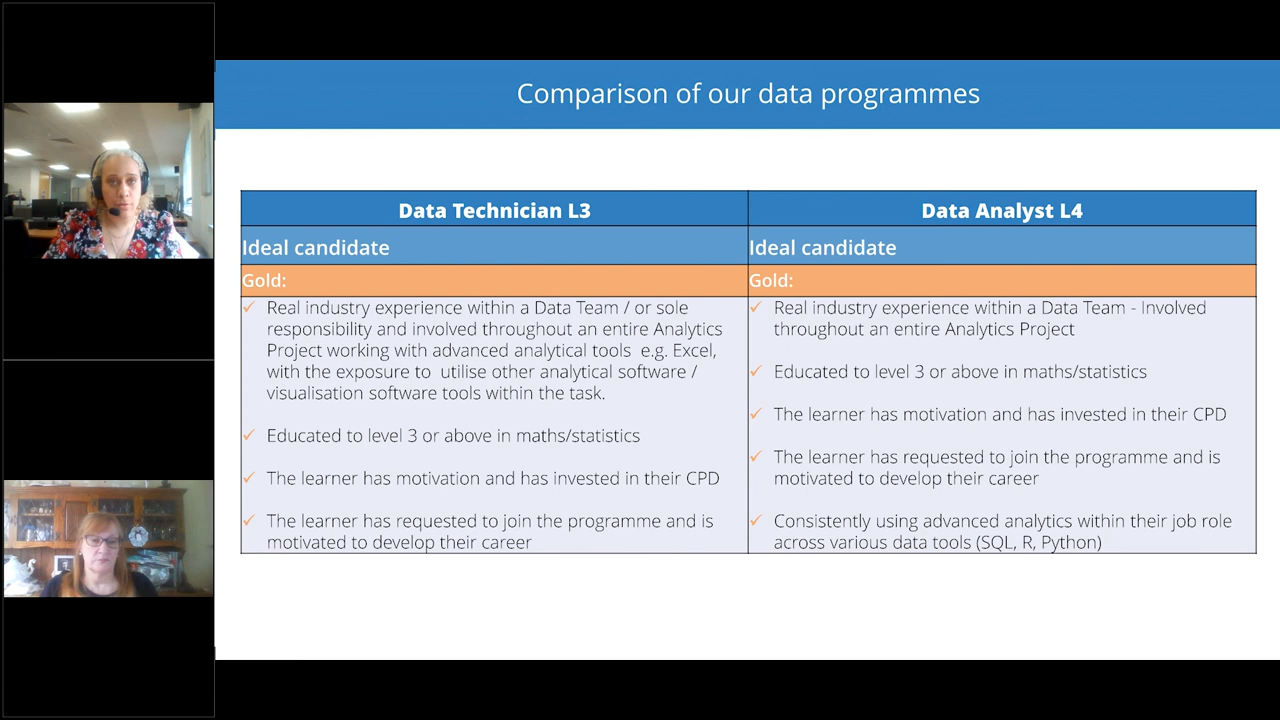 Comparison of our data programmes
Data Technician L3
Data Analyst L4
Ideal candidate
Ideal candidate
Gold:
Gold:
✓ Real industry experience within a Data Team / or sole
responsibility and involved throughout an entire Analytics
Project working with advanced analytical tools e.g. Excel,
with the exposure to utilise other analytical software /
visualisation software tools within the task.
✓ Educated to level 3 or above in maths/statistics
✓ The learner has motivation and has invested in their CPD
✓ The learner has requested to join the programme and is
motivated to develop their career
✓ Real industry experience within a Data Team - Involved
throughout an entire Analytics Project
✓ Educated to level 3 or above in maths/statistics
✓ The learner has motivation and has invested in their CPD
✓ The learner has requested to join the programme and is
motivated to develop their career
✓ Consistently using advanced analytics within their job role
across various data tools (SQL, R, Python)